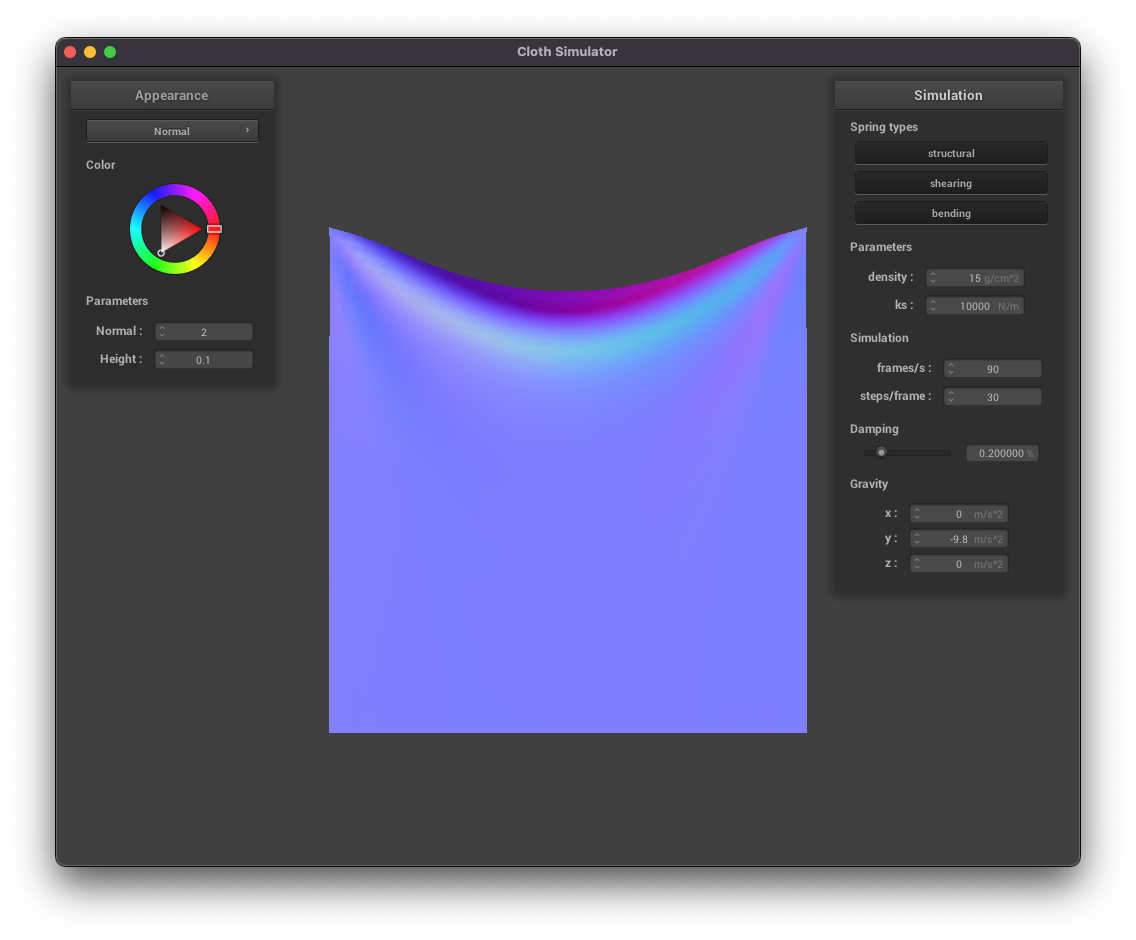 Cloth Simulator
Appearance
Normal ›
Color
Parameters
Normal : 2
Height : 0.1
Simulation
Spring types
structural
shearing
bending
Parameters
density : 15 g/cm^2
ks : 10000 N/m
Simulation
frames/s : 90
steps/frame : 30
Damping
0.200000 %
Gravity
x : 0 m/s^2
y : -9.8 m/s^2
z : 0 m/s^2